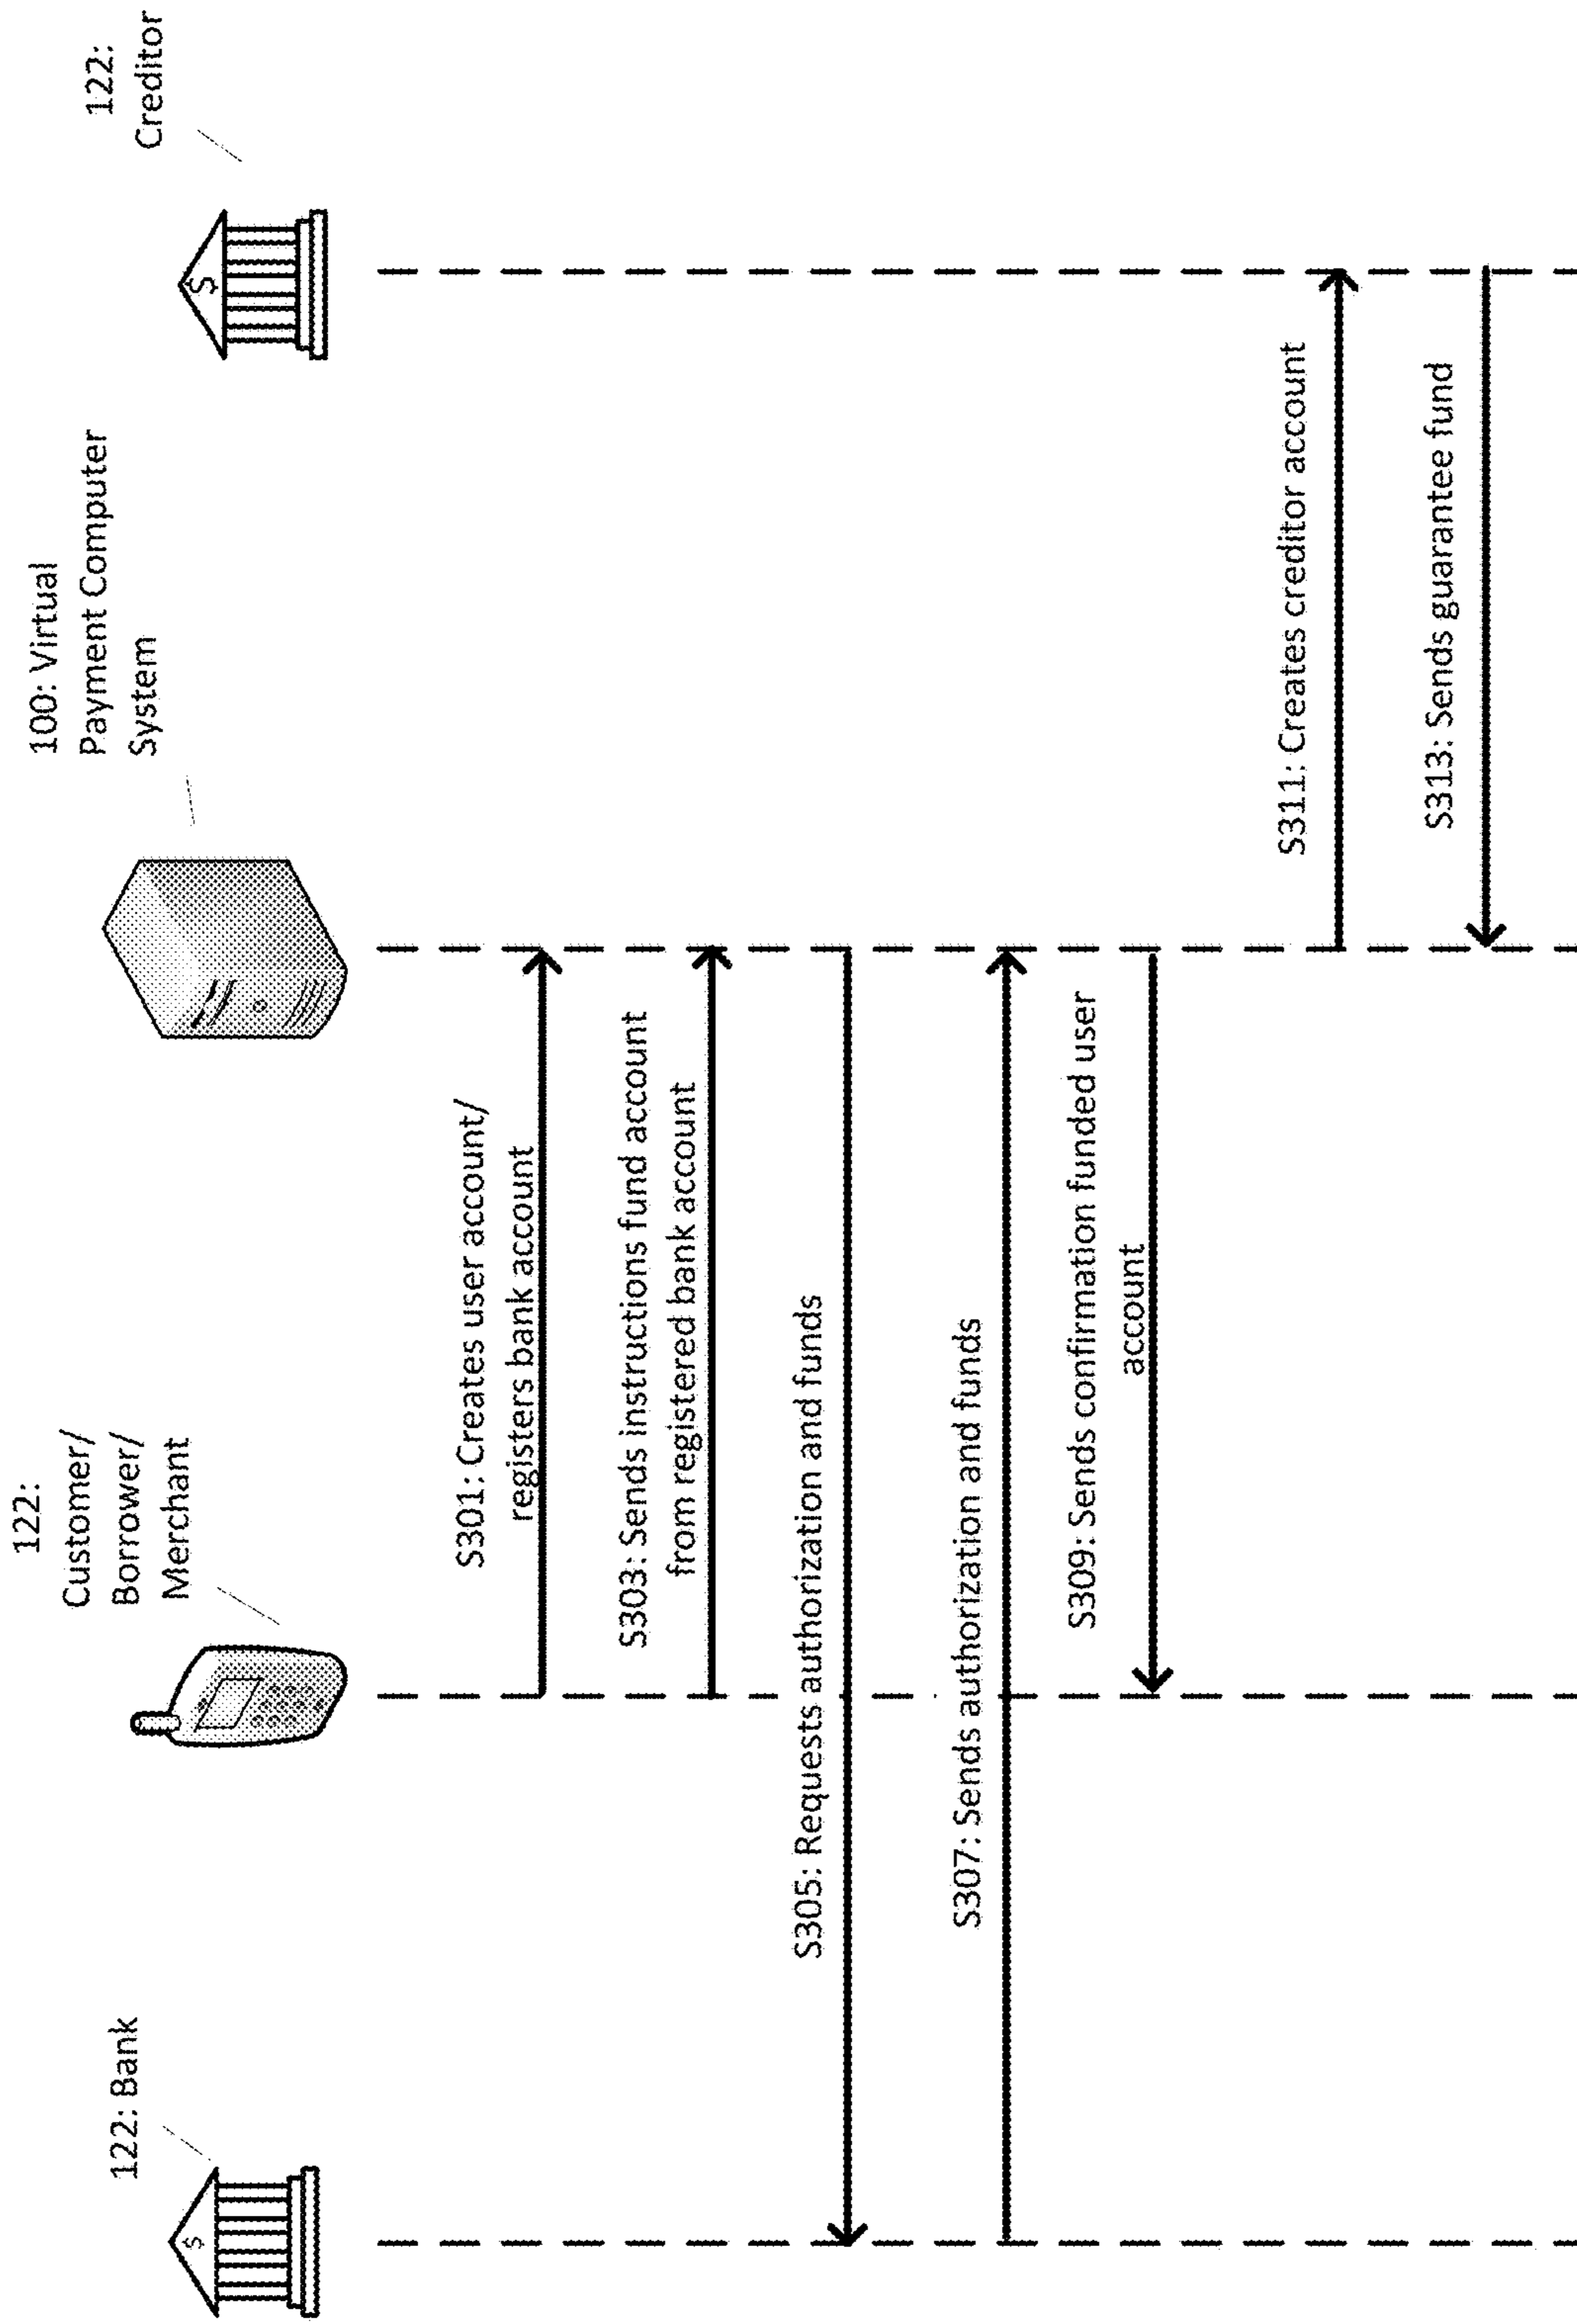 122: Bank
122:
Customer/
Borrower/
Merchant
100: Virtual
Payment Computer
System
122:
Creditor
$
$
S301: Creates user account/
registers bank account
S303: Sends instructions fund account
from registered bank account
S305: Requests authorization and funds
S307: Sends authorization and funds
S309: Sends confirmation funded user
account
S311: Creates creditor account
S313: Sends guarantee fund